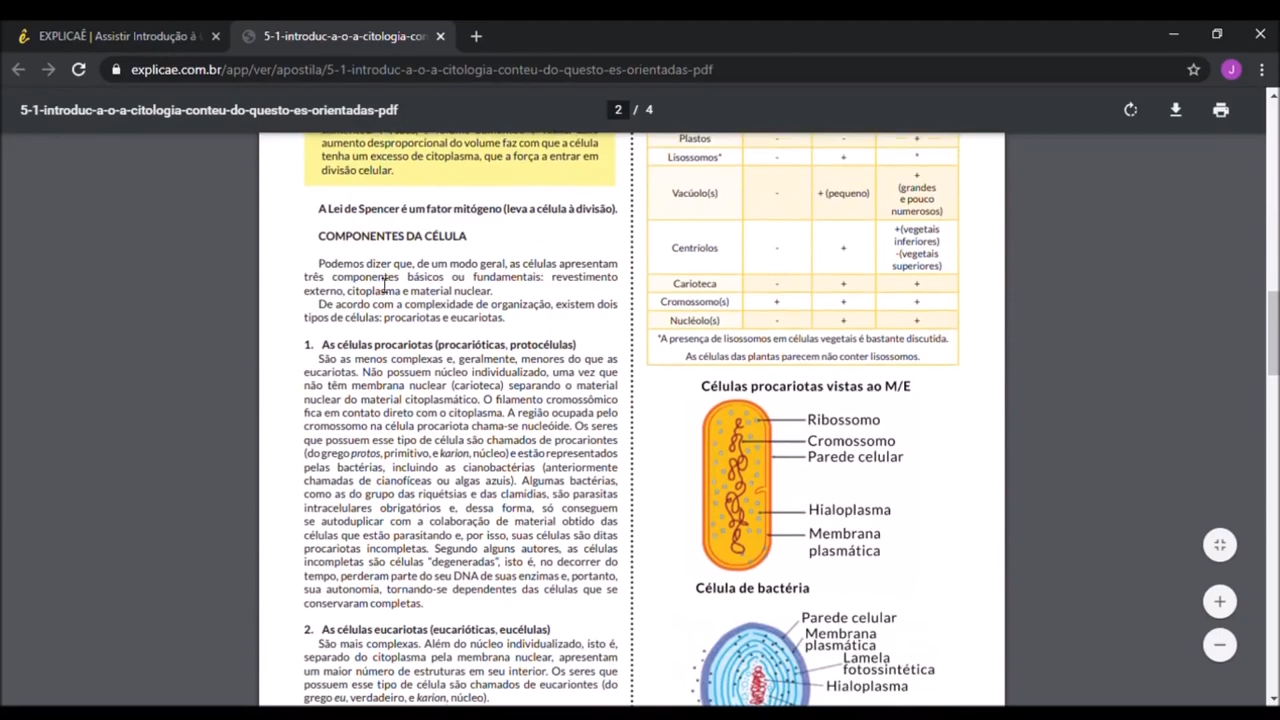 EXPLICAÊ | Assistir Introdução à
5-1-introduc-a-o-a-citologia-con
explicae.com.br/app/ver/apostila/5-1-introduc-a-o-a-citologia-conteu-do-questo-es-orientadas-pdf
J
5-1-introduc-a-o-a-citologia-conteu-do-questo-es-orientadas-pdf
2 / 4
aumento desproporcional do volume faz com que a célula
tenha um excesso de citoplasma, que a força a entrar em
divisão celular.
A Lei de Spencer é um fator mitógeno (leva a célula à divisão).
COMPONENTES DA CÉLULA
Podemos dizer que, de um modo geral, as células apresentam
três componentes básicos ou fundamentais: revestimento
externo, citoplasma e material nuclear.
De acordo com a complexidade de organização, existem dois
tipos de células: procariotas e eucariotas.
1. As células procariotas (procarióticas, protocélulas)
São as menos complexas e, geralmente, menores do que as
eucariotas. Não possuem núcleo individualizado, uma vez que
não têm membrana nuclear (carioteca) separando o material
nuclear do material citoplasmático. O filamento cromossômico
fica em contato direto com o citoplasma. A região ocupada pelo
cromossomo na célula procariota chama-se nucleóide. Os seres
que possuem esse tipo de célula são chamados de procariontes
(do grego protos, primitivo, e karion, núcleo) e estão representados
pelas bactérias, incluindo as cianobactérias (anteriormente
chamadas de cianofíceas ou algas azuis). Algumas bactérias,
como as do grupo das riquétsias e das clamídias, são parasitas
intracelulares obrigatórios e, dessa forma, só conseguem
se autoduplicar com a colaboração de material obtido das
células que estão parasitando e, por isso, suas células são ditas
procariotas incompletas. Segundo alguns autores, as células
incompletas são células "degeneradas", isto é, no decorrer do
tempo, perderam parte do seu DNA de suas enzimas e, portanto,
sua autonomia, tornando-se dependentes das células que se
conservaram completas.
2. As células eucariotas (eucarióticas, eucélulas)
São mais complexas. Além do núcleo individualizado, isto é,
separado do citoplasma pela membrana nuclear, apresentam
um maior número de estruturas em seu interior. Os seres que
possuem esse tipo de célula são chamados de eucariontes (do
grego eu, verdadeiro, e karion, núcleo).
Plastos - - +
Lisossomos* - + *
Vacúolo(s) - + (pequeno) +
(grandes
e pouco
numerosos)
Centríolos - + +(vegetais
inferiores)
-(vegetais
superiores)
Carioteca - + +
Cromossomo(s) + + +
Nucléolo(s) - + +
*A presença de lisossomos em células vegetais é bastante discutida.
As células das plantas parecem não conter lisossomos.
Células procariotas vistas ao M/E
Ribossomo
Cromossomo
Parede celular
Hialoplasma
Membrana
plasmática
Célula de bactéria
Parede celular
Membrana
plasmática
Lamela
fotossintética
Hialoplasma